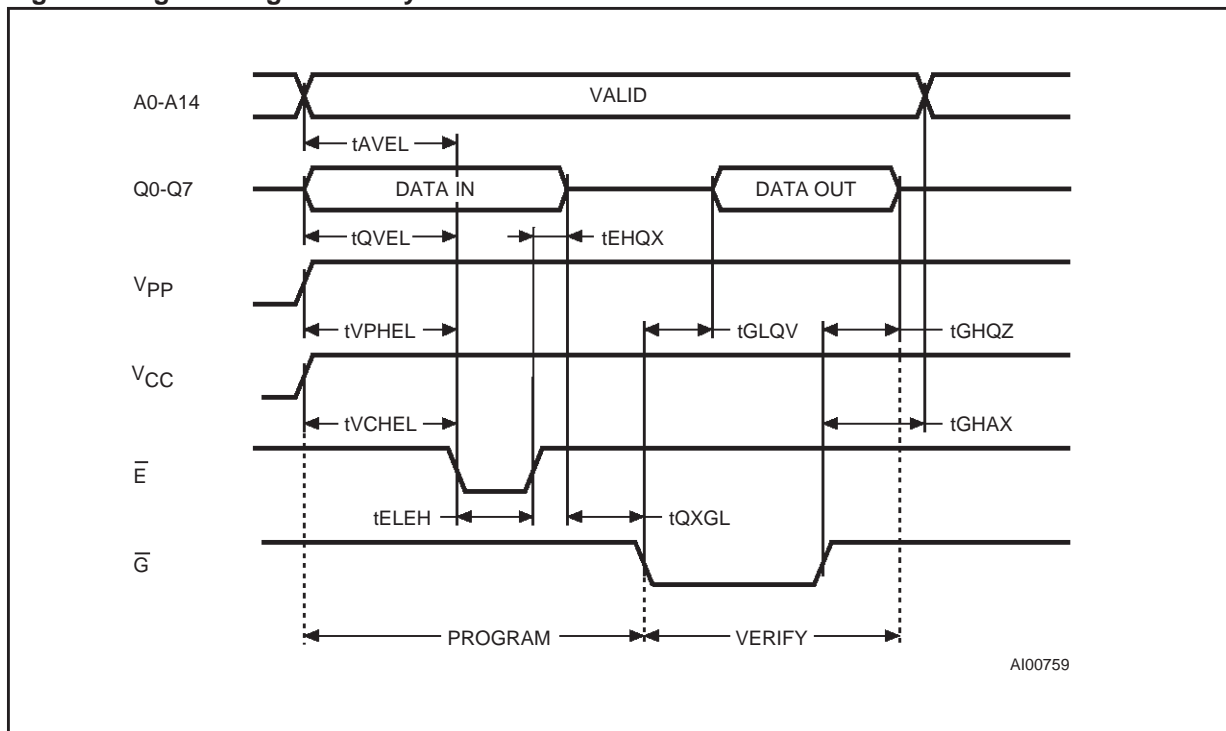 A0-A14
VALID
tAVEL
Q0-Q7
DATA IN
DATA OUT
tQVEL
tEHQX
VPP
tVPHEL
tGLQV
tGHQZ
VCC
tVCHEL
tGHAX
E
tELEH
tQXGL
G
PROGRAM
VERIFY
AI00759